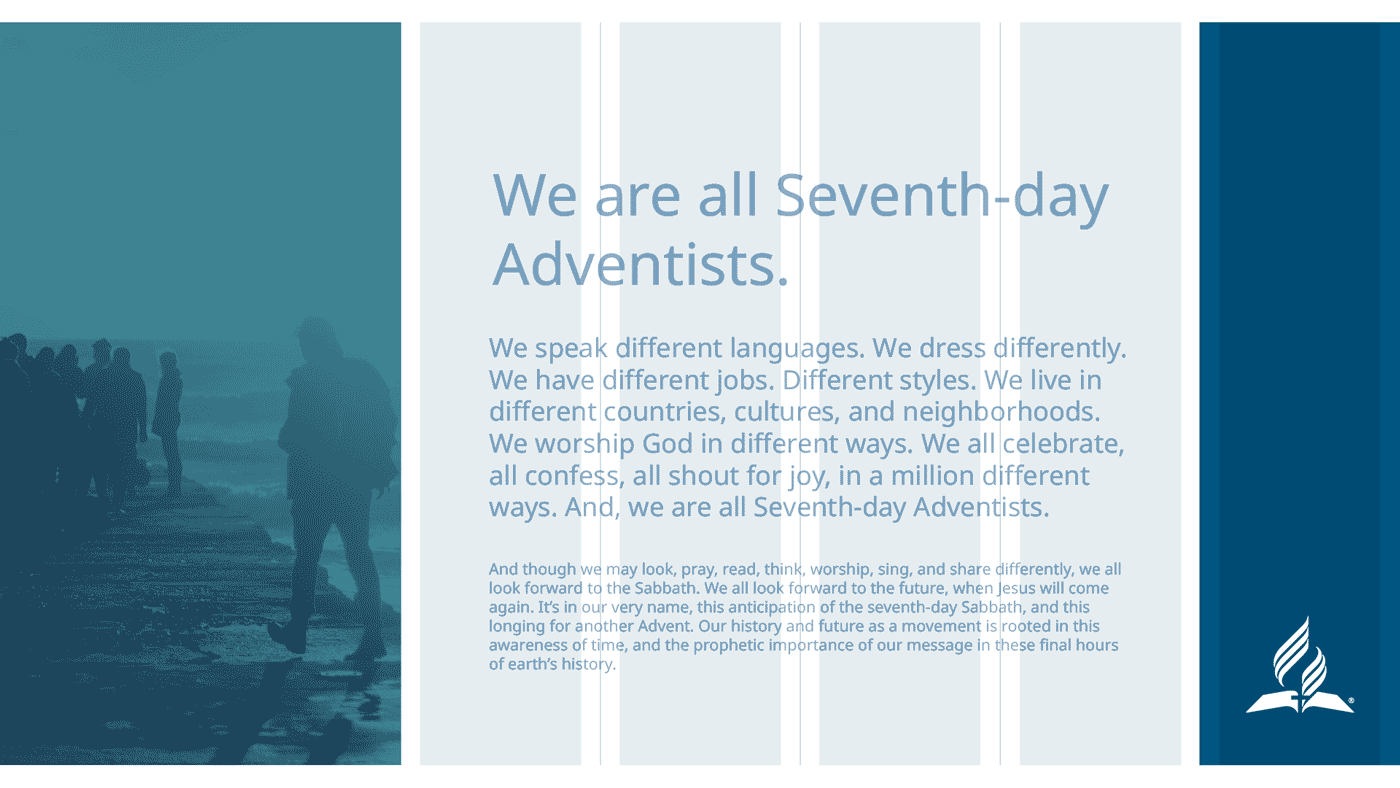 We are all Seventh-day
Adventists.
We speak different languages. We dress differently.
We have different jobs. Different styles. We live in
different countries, cultures, and neighborhoods.
We worship God in different ways. We all celebrate,
all confess, all shout for joy, in a million different
ways. And, we are all Seventh-day Adventists.
And though we may look, pray, read, think, worship, sing, and share differently, we all
look forward to the Sabbath. We all look forward to the future, when Jesus will come
again. It’s in our very name, this anticipation of the seventh-day Sabbath, and this
longing for another Advent. Our history and future as a movement is rooted in this
awareness of time, and the prophetic importance of our message in these final hours
of earth’s history.
®